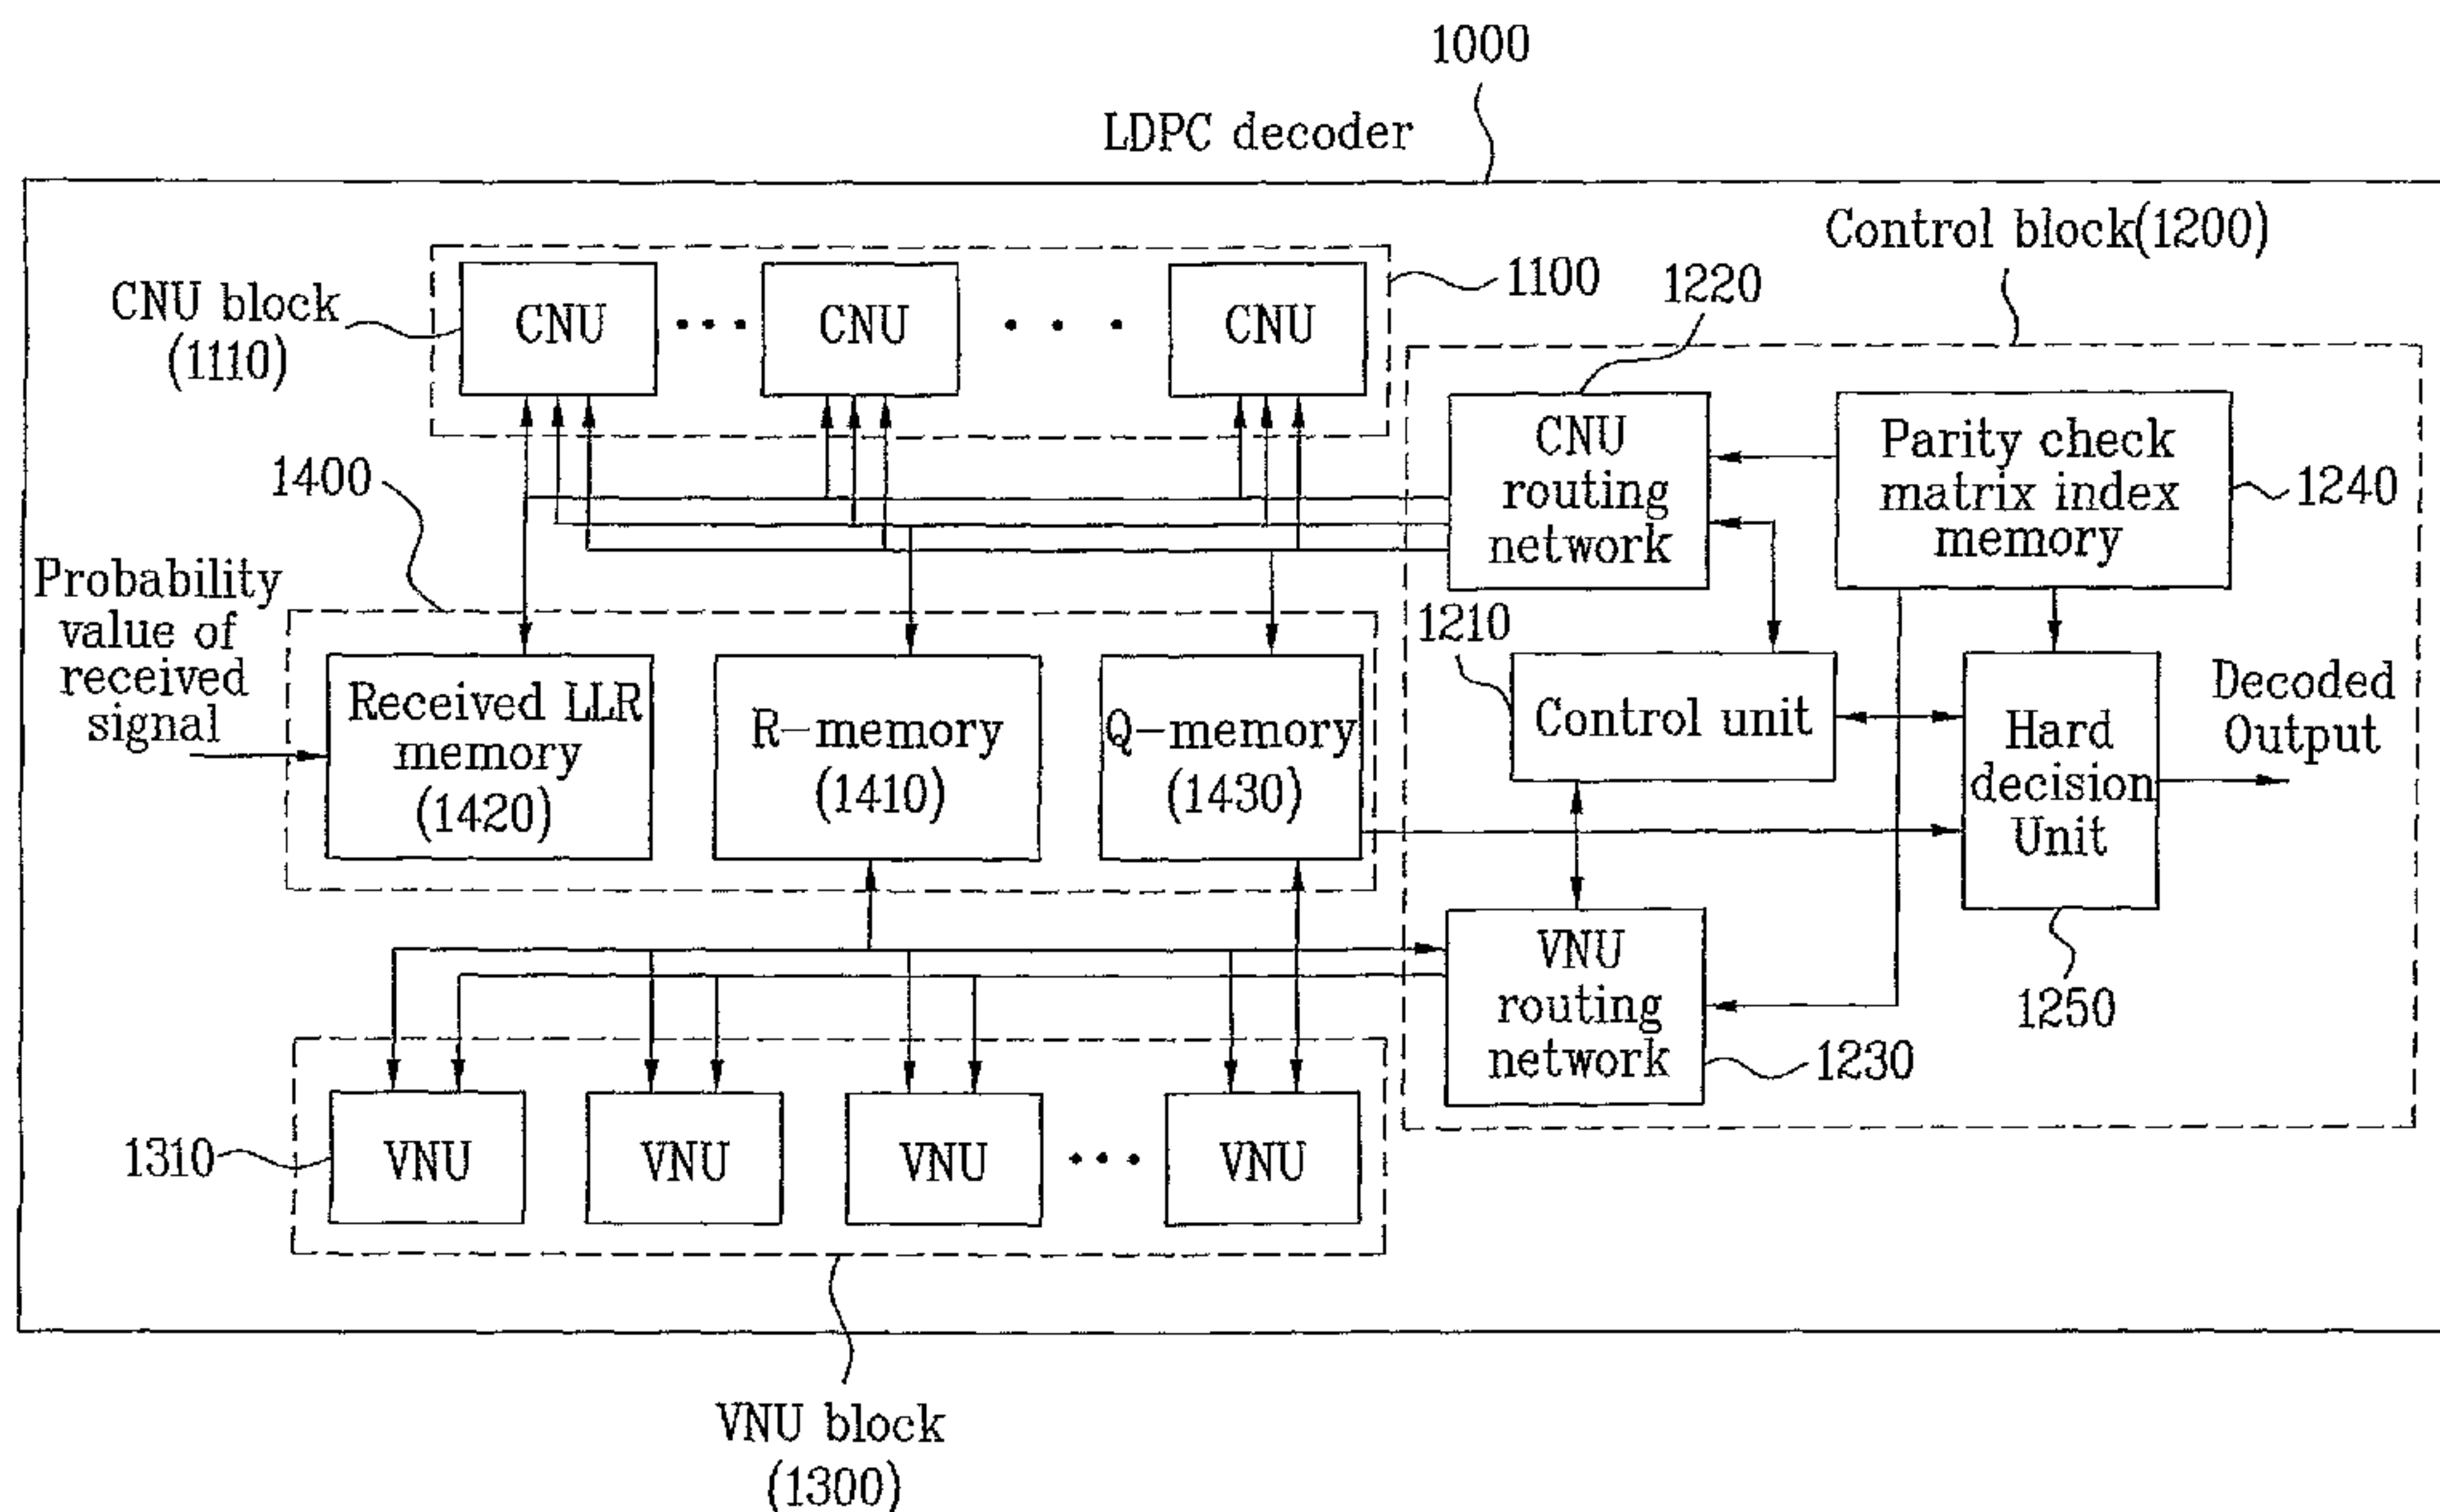 1000
LDPC decoder
Control block(1200)
CNU block
(1110)
CNU
CNU
CNU
1100
1220
CNU
routing
network
Parity check
matrix index
memory
1240
1400
Probability
value of
received
signal
Received LLR
memory
(1420)
R-memory
(1410)
Q-memory
(1430)
1210
Control unit
Hard
decision
Unit
Decoded
Output
1250
VNU
routing
network
1230
1310
VNU
VNU
VNU
VNU
VNU block
(1300)